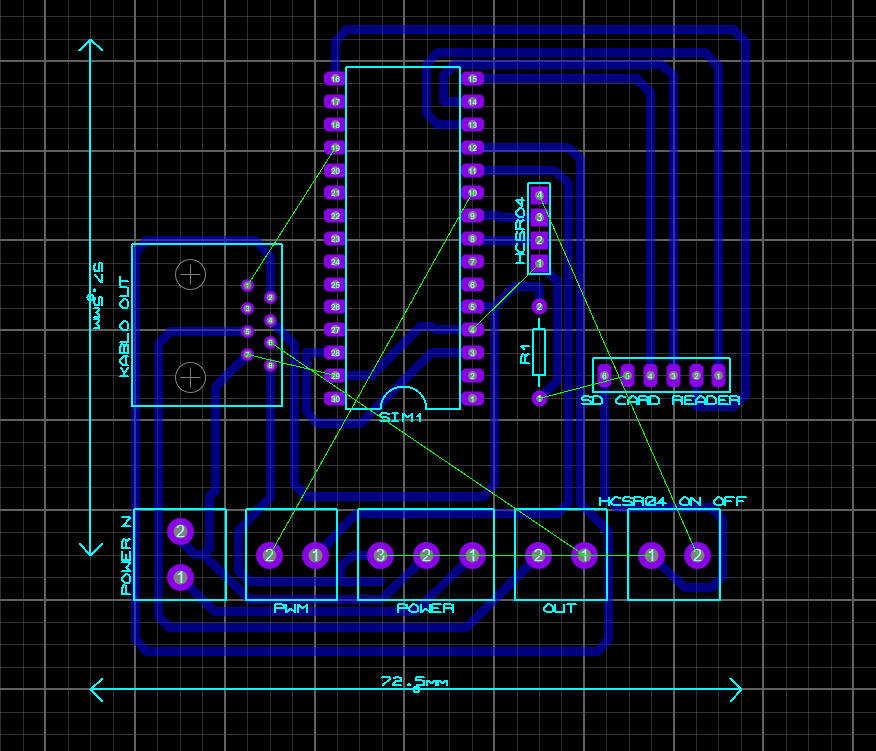 16 15
17 14
18 13
19 12
20 11
21 10
22 9
23 8
24 7
25 6
26 5
27 4
28 3
29 2
30 1
SIM1
HCSR04
4
3
2
1
57.5mm
KABLO OUT
1
2
3
4
5
6
7
8
R1
2
1
6 5 4 3 2 1
SD CARD READER
HCSR04 ON OFF
POWER IN
2
1
2 1
PWM
3 2 1
POWER
2 1
OUT
1 2
72.5mm